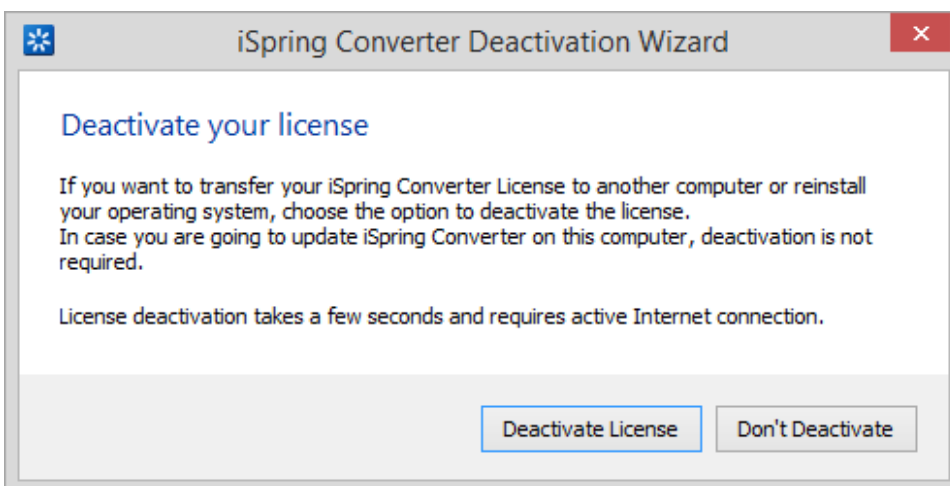 iSpring Converter Deactivation Wizard
Deactivate your license
If you want to transfer your iSpring Converter License to another computer or reinstall
your operating system, choose the option to deactivate the license.
In case you are going to update iSpring Converter on this computer, deactivation is not
required.
License deactivation takes a few seconds and requires active Internet connection.
Deactivate License Don't Deactivate